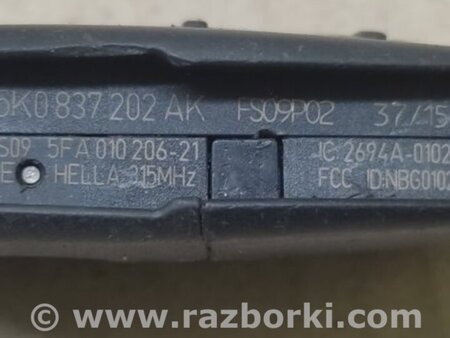 5K0 837 202 AK FS09P02 37/15
S09 5FA 010 206-21 IC: 2694A-0102
E HELLA 315MHz FCC ID:NBG0102
© www.razborki.com